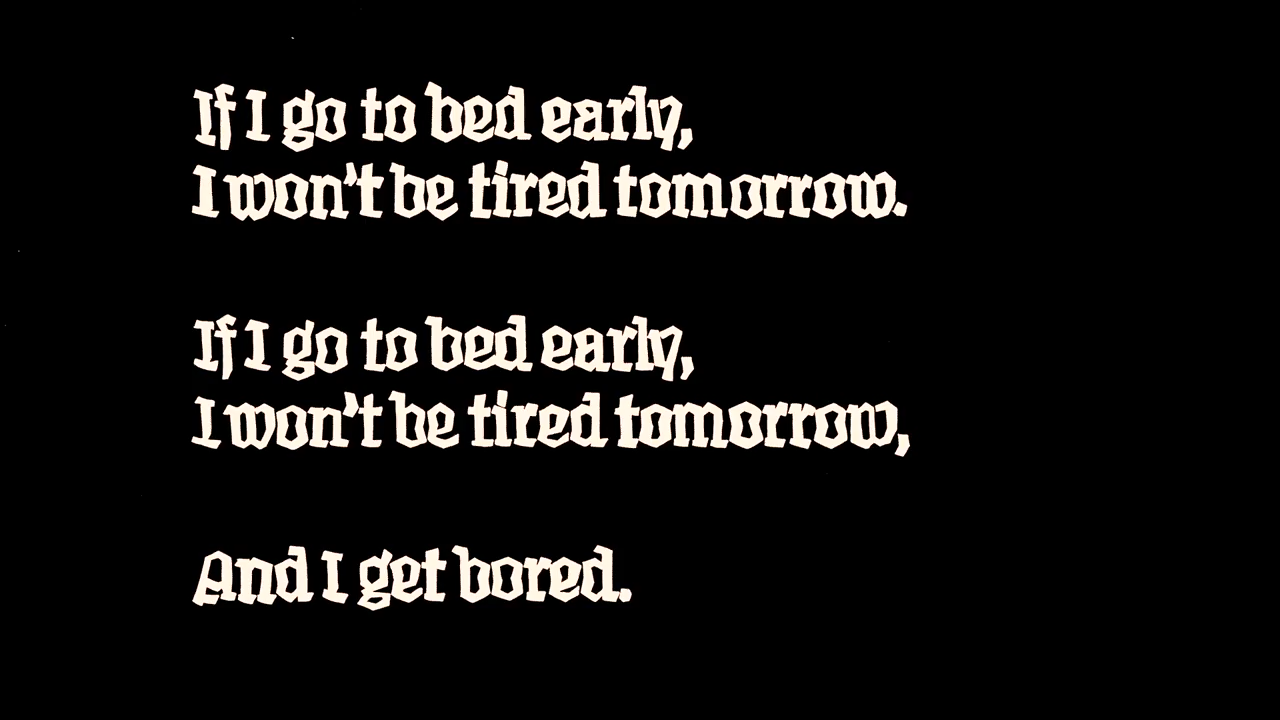 If I go to bed early,
I won't be tired tomorrow.
If I go to bed early,
I won't be tired tomorrow,
And I get bored.